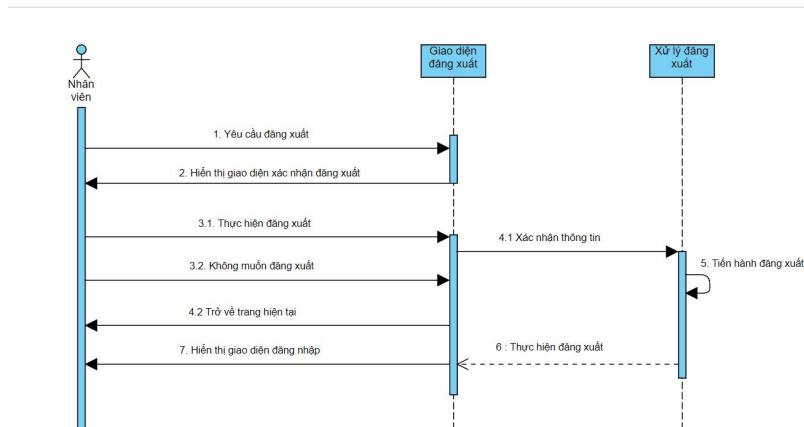 Nhân
viên
Giao diện
đăng xuất
Xử lý đăng
xuất
1. Yêu cầu đăng xuất
2. Hiển thị giao diện xác nhận đăng xuất
3.1. Thực hiện đăng xuất
4.1 Xác nhận thông tin
5. Tiến hành đăng xuất
3.2. Không muốn đăng xuất
4.2 Trở về trang hiện tại
6 : Thực hiện đăng xuất
7. Hiển thị giao diện đăng nhập